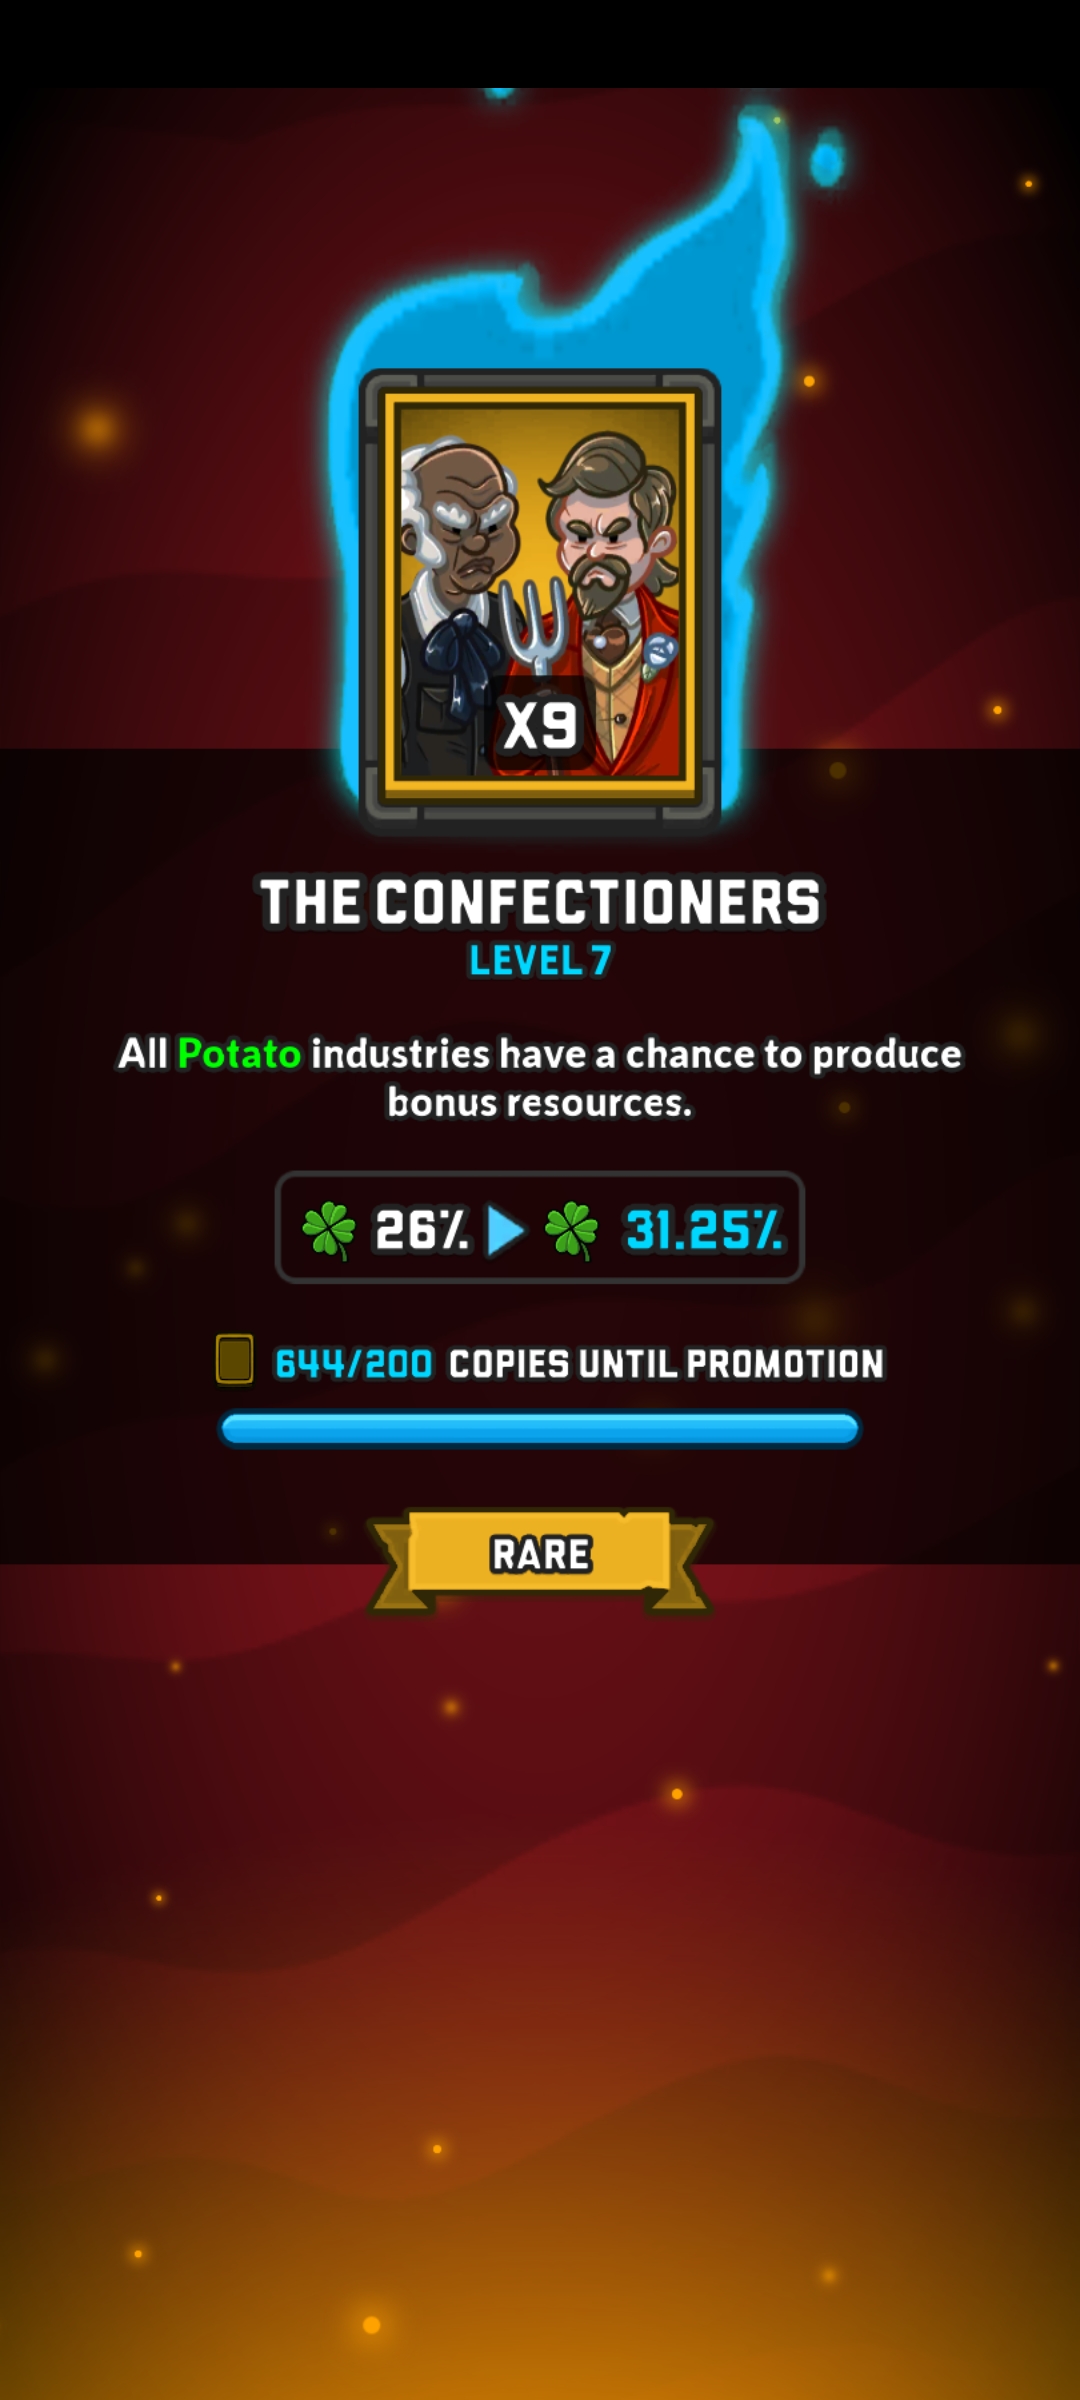 X9
THE CONFECTIONERS
LEVEL 7
All Potato industries have a chance to produce
bonus resources.
26% 31.25%
644/200 COPIES UNTIL PROMOTION
RARE